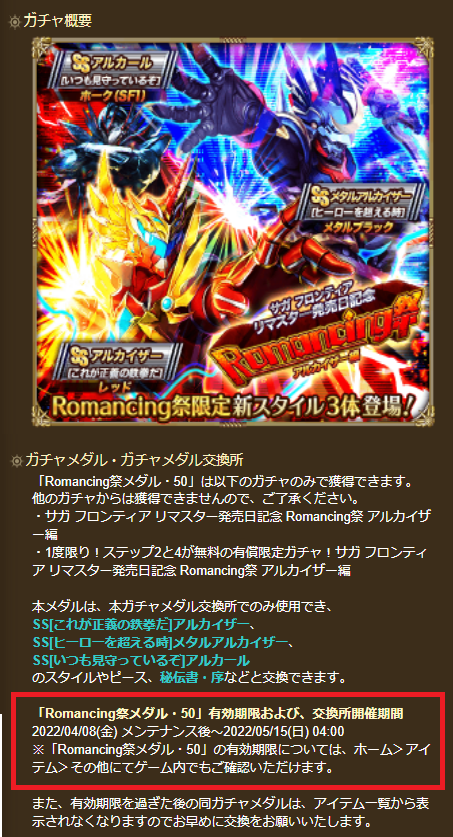 ガチャ概要
SS アルカール
[いつも見守っているぞ]
ホーク(SF1)
SS メタルアルカイザー
[ヒーローを超える時]
メタルブラック
サガ フロンティア
リマスター発売日記念
Romancing祭
アルカイザー編
SS アルカイザー
[これが正義の鉄拳だ]
レッド
Romancing祭限定新スタイル3体登場!
ガチャメダル・ガチャメダル交換所
「Romancing祭メダル・50」は以下のガチャのみで獲得できます。
他のガチャからは獲得できませんので、ご了承ください。
・サガ フロンティア リマスター発売日記念 Romancing祭 アルカイザ
ー編
・1度限り！ステップ2と4が無料の有償限定ガチャ！サガ フロンティ
ア リマスター発売日記念 Romancing祭 アルカイザー編
本メダルは、本ガチャメダル交換所でのみ使用でき、
SS[これが正義の鉄拳だ]アルカイザー、
SS[ヒーローを超える時]メタルアルカイザー、
SS[いつも見守っているぞ]アルカール
のスタイルやピース、秘伝書・序などと交換できます。
「Romancing祭メダル・50」有効期限および、交換所開催期間
2022/04/08(金) メンテナンス後～2022/05/15(日) 04:00
※「Romancing祭メダル・50」の有効期限については、ホーム＞アイ
テム＞その他にてゲーム内でもご確認いただけます。
また、有効期限を過ぎた後の同ガチャメダルは、アイテム一覧から表
示されなくなりますのでお早めに交換をお願いいたします。